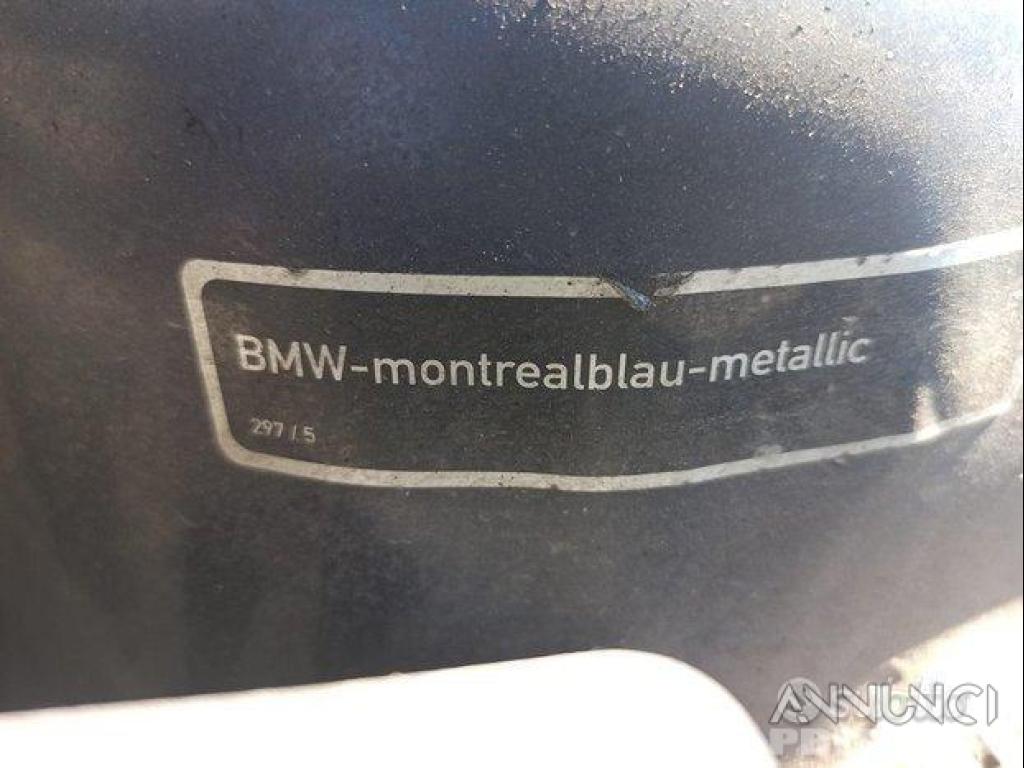 BMW-montrealblau-metallic
297 / 5
ANNUNCI